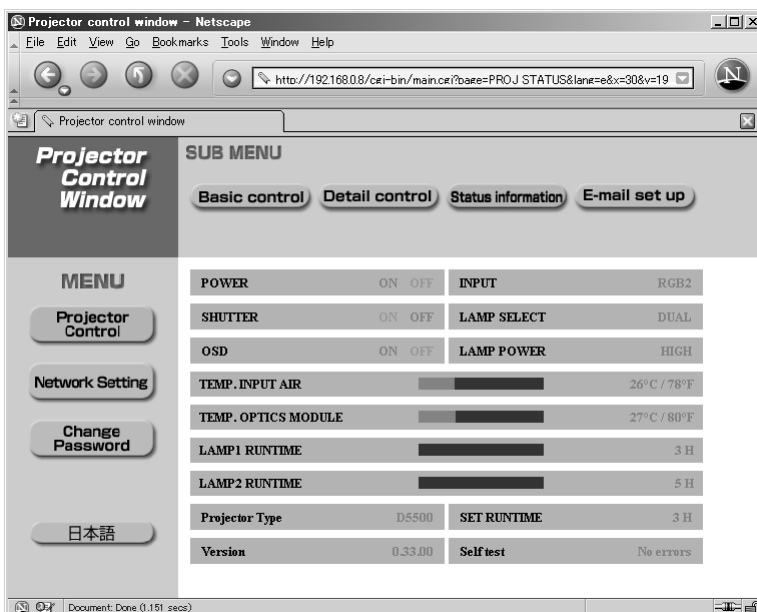 Projector control window - Netscape
File Edit View Go Bookmarks Tools Window Help
http://192.168.0.8/cgi-bin/main.cgi?page=PROJ STATUS&lang=e&x=30&v=19
N
Projector control window
Projector
Control
Window
SUB MENU
Basic control Detail control Status information E-mail set up
MENU
Projector
Control
Network Setting
Change
Password
日本語
POWER ON OFF INPUT RGB2
SHUTTER ON OFF LAMP SELECT DUAL
OSD ON OFF LAMP POWER HIGH
TEMP. INPUT AIR 26°C / 78°F
TEMP. OPTICS MODULE 27°C / 80°F
LAMP1 RUNTIME 3 H
LAMP2 RUNTIME 5 H
Projector Type D5500 SET RUNTIME 3 H
Version 0.33.00 Self test No errors
Document: Done (1.151 secs)